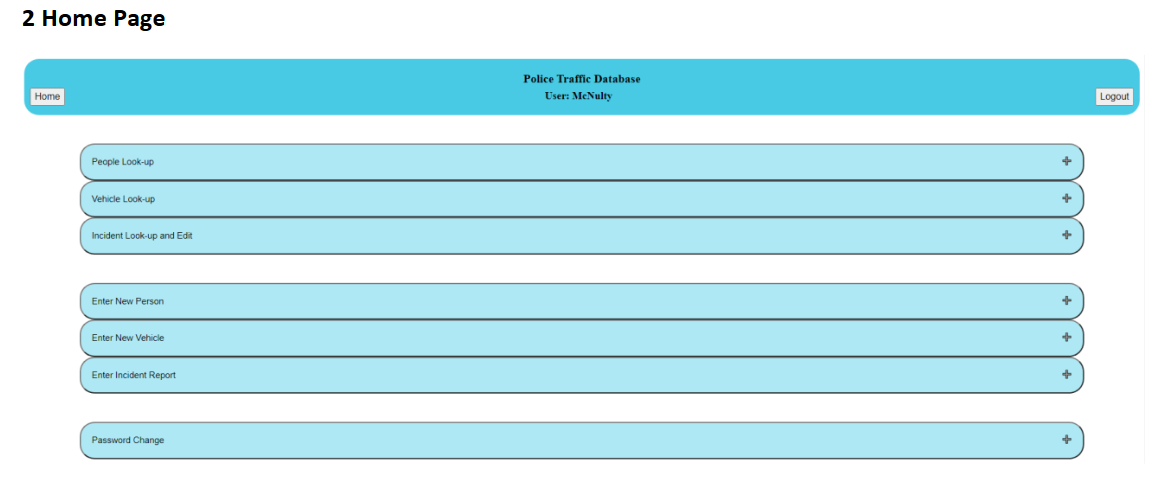 2 Home Page
Police Traffic Database
Home
User: McNulty
Logout
People Look-up
Vehicle Look-up
Incident Look-up and Edit
Enter New Person
Enter New Vehicle
Enter Incident Report
Password Change